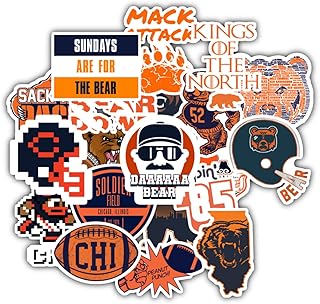 MACK
ATTACK
KINGS
OF
THE
NORTH
SUNDAYS
ARE FOR
THE BEAR
SACK
52
DAAAAAA
BEAR
BEAR
SOLDIER
FIELD
CHICAGO, ILLINOIS
85
CHI
PEANUT
PUNCH!